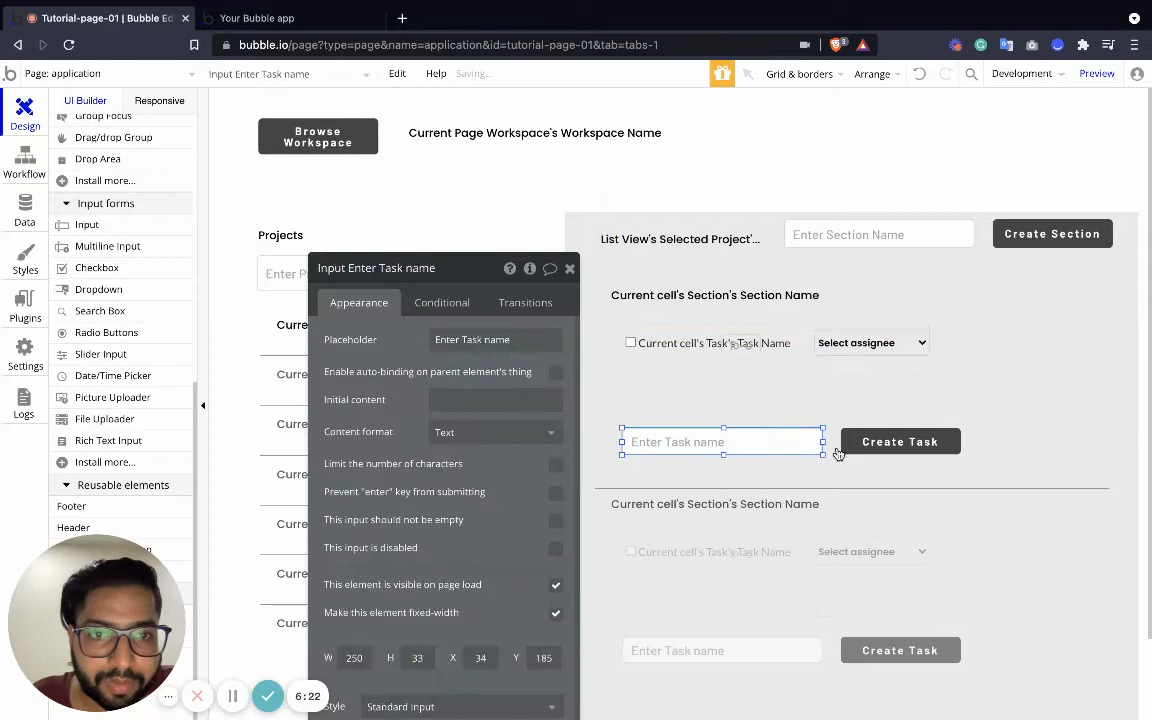 Tutorial-page-01 | Bubble Ed
Your Bubble app
bubble.io/page?type=page&name=application&id=tutorial-page-01&tab=tabs-1
Page: application
Input Enter Task name
Edit
Help
Saving...
Grid & borders
Arrange
Development
Preview
Design
Workflow
Data
Styles
Plugins
Settings
Logs
UI Builder
Responsive
Group Focus
Drag/drop Group
Drop Area
Install more...
Input forms
Input
Multiline Input
Checkbox
Dropdown
Search Box
Radio Buttons
Slider Input
Date/Time Picker
Picture Uploader
File Uploader
Rich Text Input
Install more...
Reusable elements
Footer
Header
Browse
Workspace
Current Page Workspace's Workspace Name
Projects
Enter P
Curre
Curre
Curre
Curre
Curre
Curre
Curre
Input Enter Task name
Appearance
Conditional
Transitions
Placeholder
Enter Task name
Enable auto-binding on parent element's thing
Initial content
Content format
Text
Limit the number of characters
Prevent "enter" key from submitting
This input should not be empty
This input is disabled
This element is visible on page load
Make this element fixed-width
W 250 H 33 X 34 Y 185
Style
Standard Input
List View's Selected Project'...
Enter Section Name
Create Section
Current cell's Section's Section Name
Current cell's Task's Task Name
Select assignee
Enter Task name
Create Task
Current cell's Section's Section Name
Current cell's Task's Task Name
Select assignee
Enter Task name
Create Task
6:22